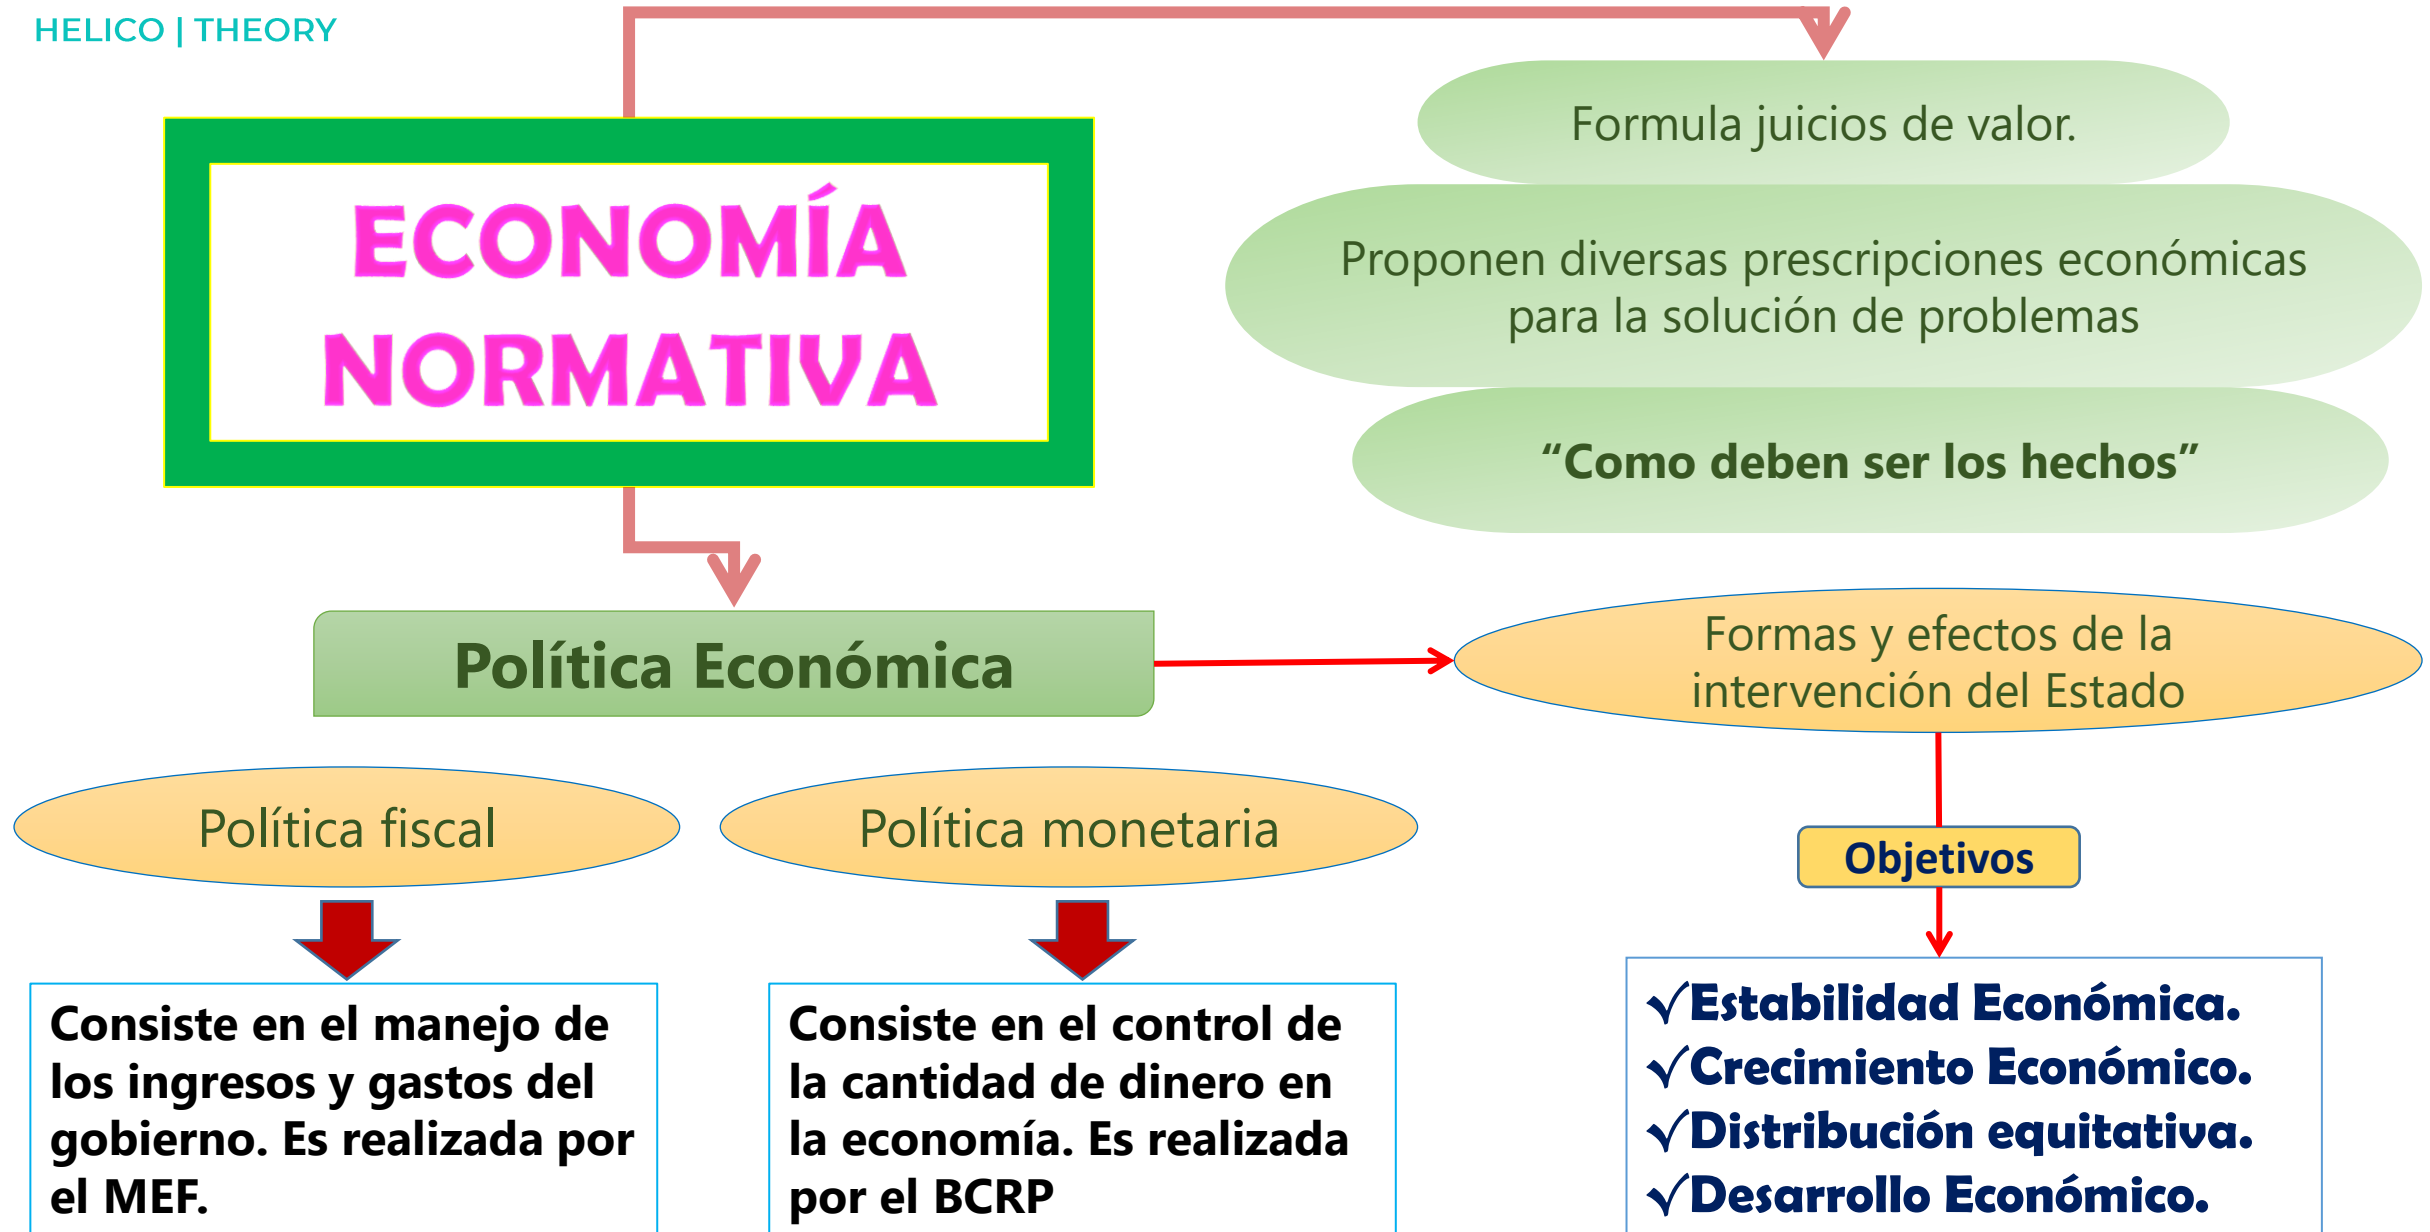 HELICO | THEORY
ECONOMÍA
NORMATIVA
Formula juicios de valor.
Proponen diversas prescripciones económicas
para la solución de problemas
“Como deben ser los hechos”
Política Económica
Formas y efectos de la
intervención del Estado
Política fiscal
Política monetaria
Objetivos
Consiste en el manejo de
los ingresos y gastos del
gobierno. Es realizada por
el MEF.
Consiste en el control de
la cantidad de dinero en
la economía. Es realizada
por el BCRP
✓Estabilidad Económica.
✓Crecimiento Económico.
✓Distribución equitativa.
✓Desarrollo Económico.